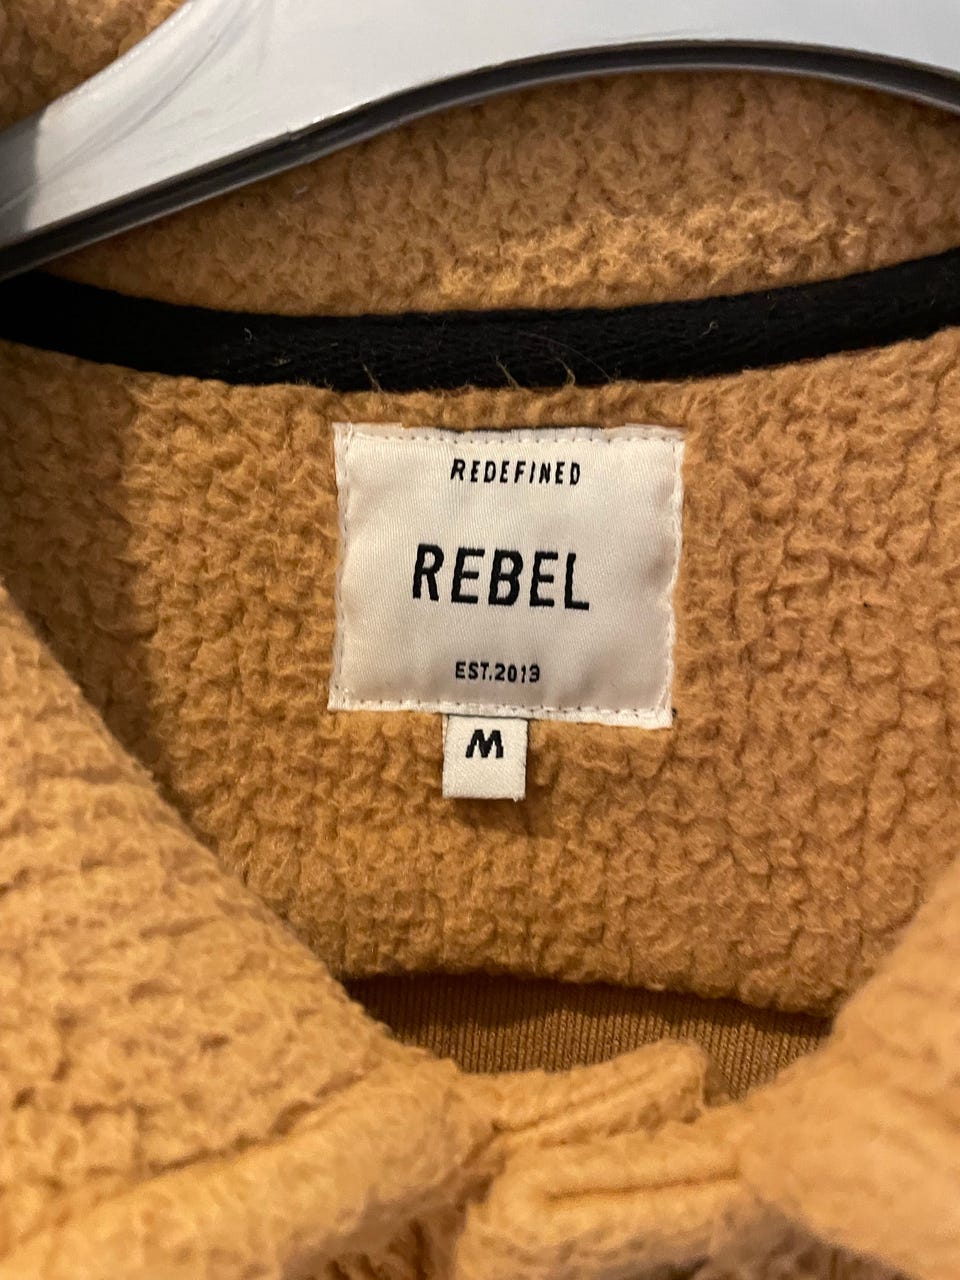 REDEFINED
REBEL
EST.2013
M